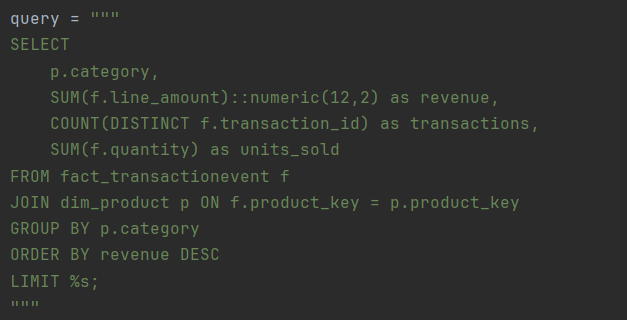 query = """
SELECT
    p.category,
    SUM(f.line_amount)::numeric(12,2) as revenue,
    COUNT(DISTINCT f.transaction_id) as transactions,
    SUM(f.quantity) as units_sold
FROM fact_transactionevent f
JOIN dim_product p ON f.product_key = p.product_key
GROUP BY p.category
ORDER BY revenue DESC
LIMIT %s;
"""